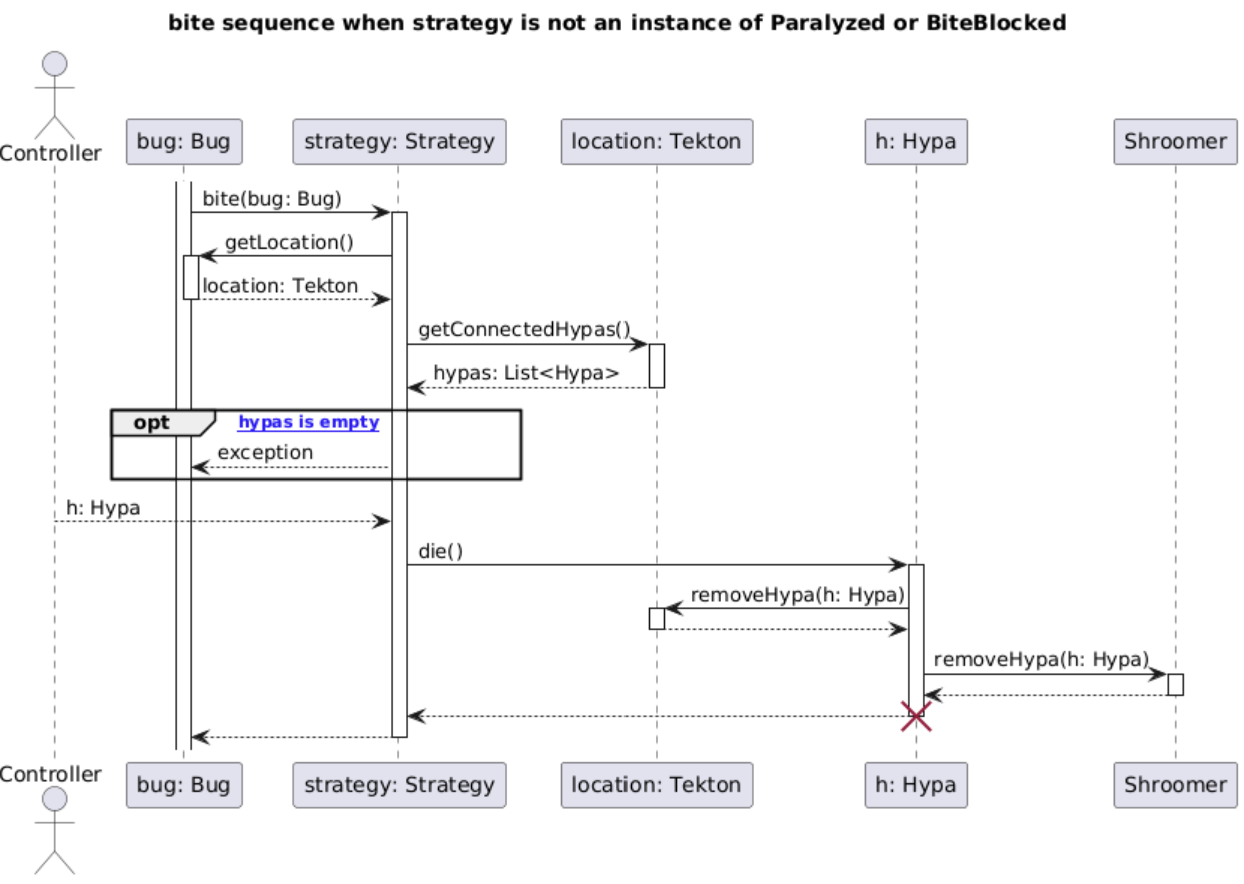 bite sequence when strategy is not an instance of Paralyzed or BiteBlocked
Controller
bug: Bug
strategy: Strategy
location: Tekton
h: Hypa
Shroomer
bite(bug: Bug)
getLocation()
location: Tekton
getConnectedHypas()
hypas: List<Hypa>
opt
hypas is empty
exception
h: Hypa
die()
removeHypa(h: Hypa)
removeHypa(h: Hypa)
Controller
bug: Bug
strategy: Strategy
location: Tekton
h: Hypa
Shroomer